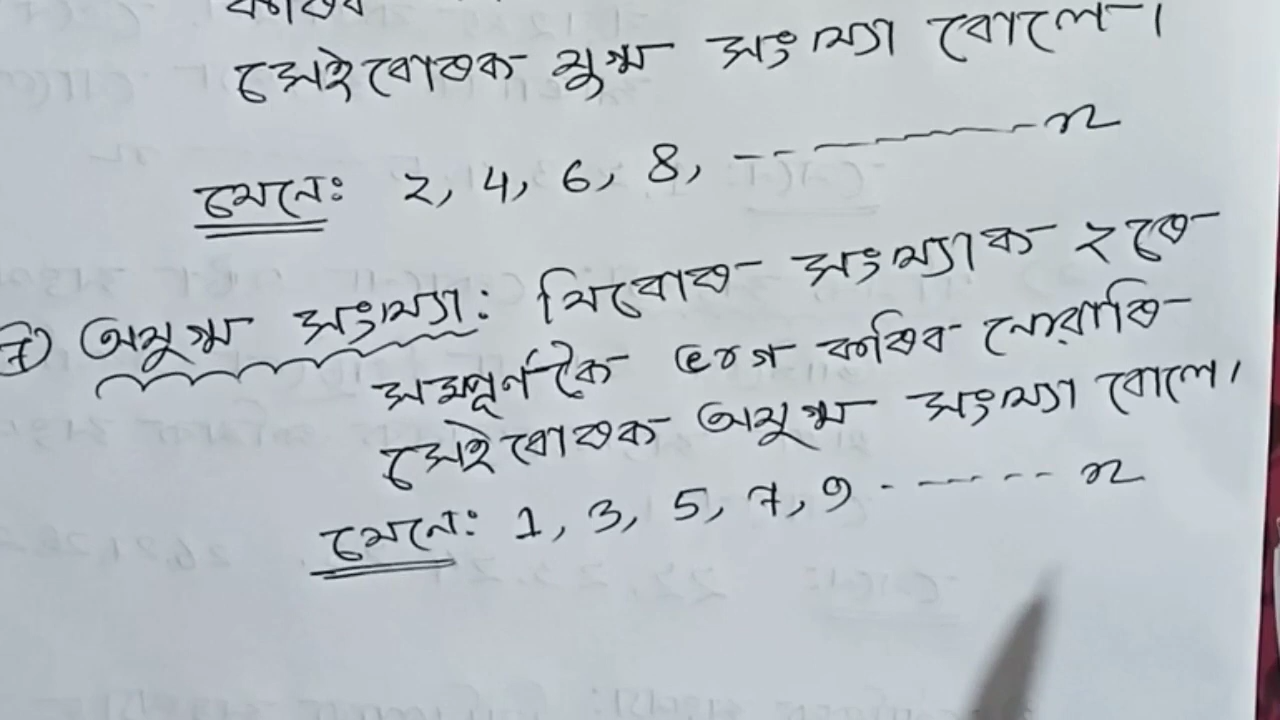 সেইবোৰক যুগ্ম সংখ্যা বোলে।
যেনেঃ 2, 4, 6, 8, ---------- n
7) অযুগ্ম সংখ্যা: যিবোৰ সংখ্যাক 2 ৰে
সম্পূৰ্ণকৈ হৰণ কৰিব নোৱাৰি
সেইবোৰক অযুগ্ম সংখ্যা বোলে।
যেনেঃ 1, 3, 5, 7, 9 ------ n